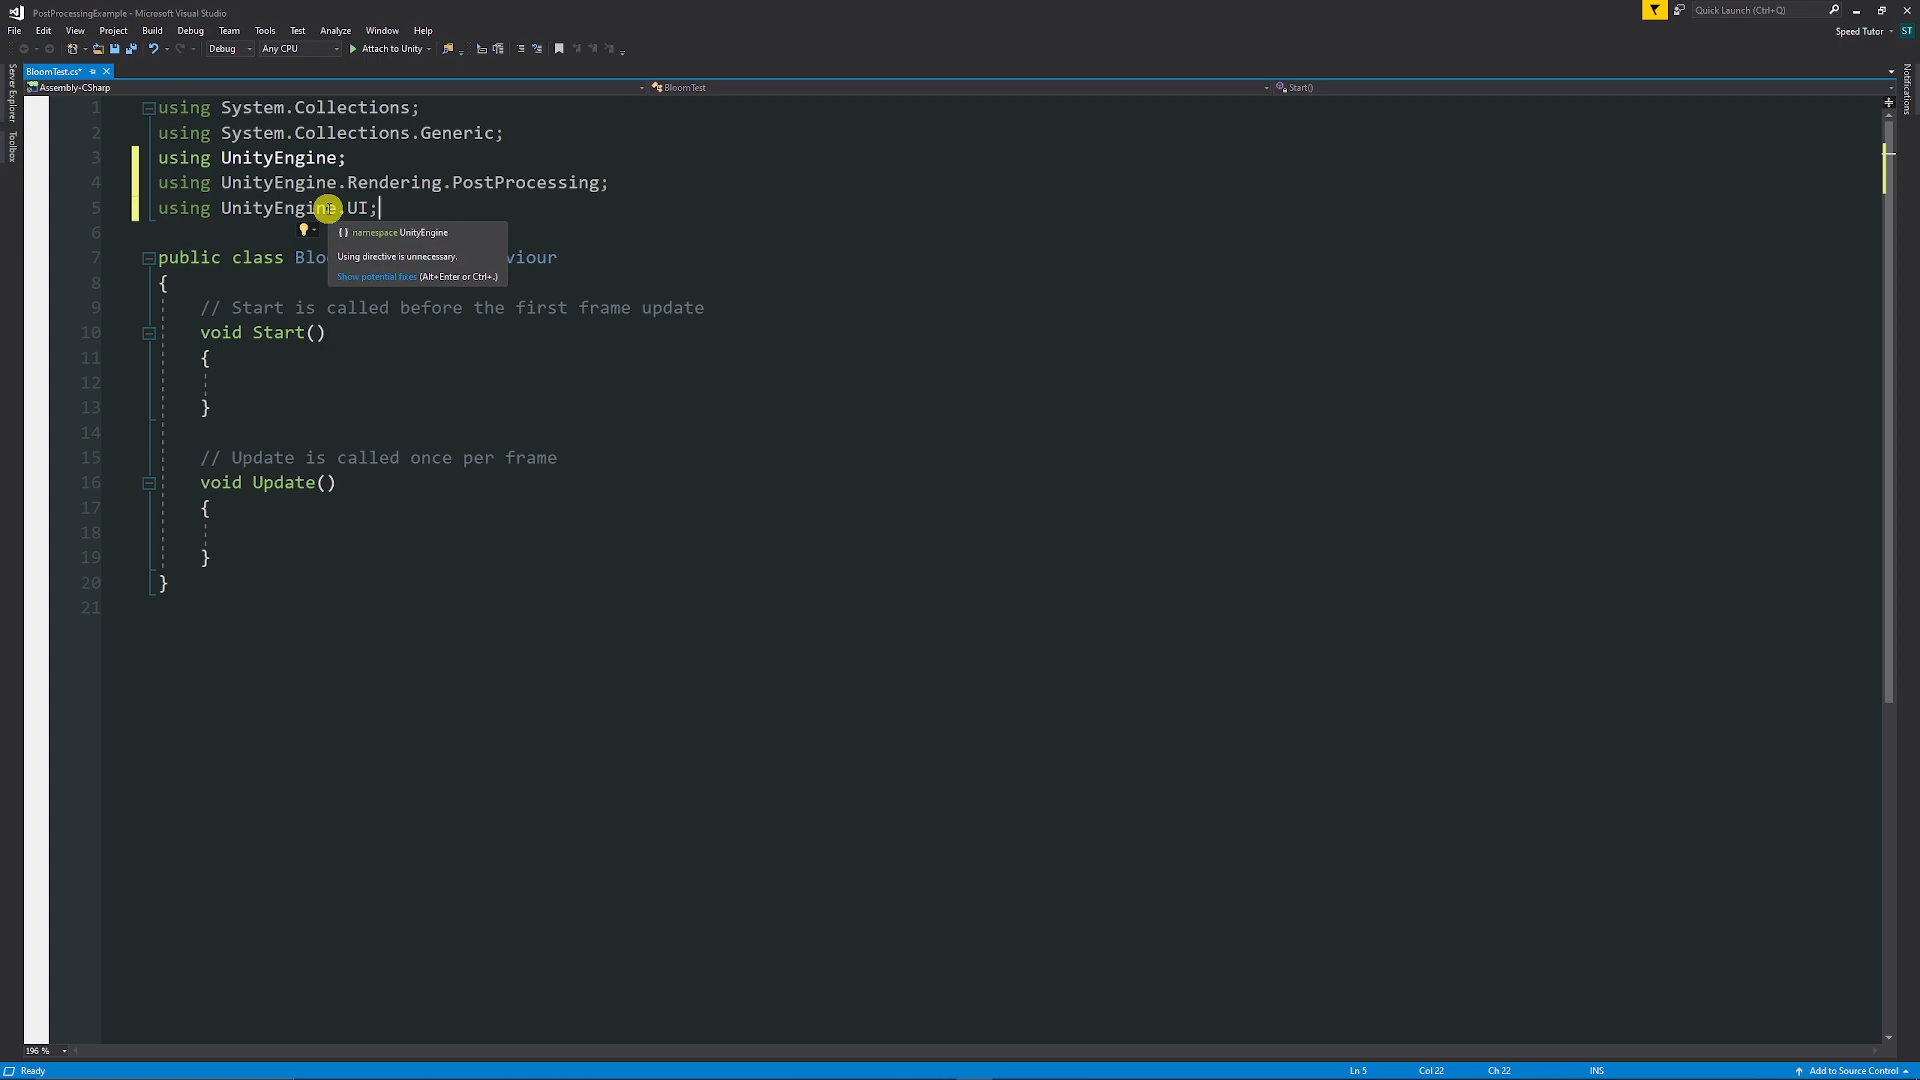 PostProcessingExample - Microsoft Visual Studio
Quick Launch (Ctrl+Q)
File Edit View Project Build Debug Team Tools Test Analyze Window Help
Speed Tutor ST
Debug Any CPU Attach to Unity
BloomTest.cs*
Assembly-CSharp BloomTest Start()
Server Explorer
Toolbox
Notifications
1 using System.Collections;
2 using System.Collections.Generic;
3 using UnityEngine;
4 using UnityEngine.Rendering.PostProcessing;
5 using UnityEngine.UI;
6
{} namespace UnityEngine
7 public class Blo viour
Using directive is unnecessary.
Show potential fixes (Alt+Enter or Ctrl+.)
8 {
9 // Start is called before the first frame update
10 void Start()
11 {
12
13 }
14
15 // Update is called once per frame
16 void Update()
17 {
18
19 }
20 }
21
196 %
Ready Ln 5 Col 22 Ch 22 INS Add to Source Control